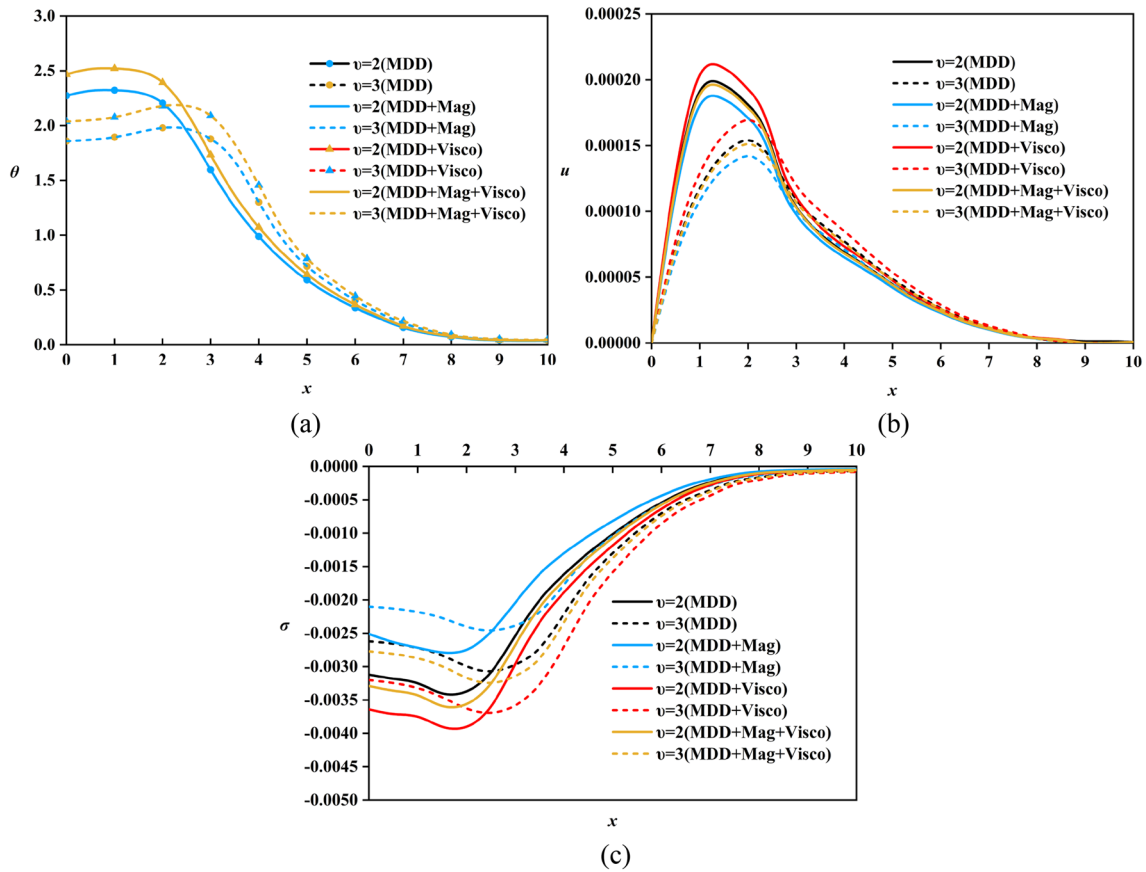 3.0
2.5
2.0
1.5
1.0
0.5
0.0
θ
υ=2(MDD)
υ=3(MDD)
υ=2(MDD+Mag)
υ=3(MDD+Mag)
υ=2(MDD+Visco)
υ=3(MDD+Visco)
υ=2(MDD+Mag+Visco)
υ=3(MDD+Mag+Visco)
0 1 2 3 4 5 6 7 8 9 10
x
(a)
0.00025
0.00020
0.00015
0.00010
0.00005
0.00000
u
υ=2(MDD)
υ=3(MDD)
υ=2(MDD+Mag)
υ=3(MDD+Mag)
υ=2(MDD+Visco)
υ=3(MDD+Visco)
υ=2(MDD+Mag+Visco)
υ=3(MDD+Mag+Visco)
0 1 2 3 4 5 6 7 8 9 10
x
(b)
0 1 2 3 4 5 6 7 8 9 10
0.0000
-0.0005
-0.0010
-0.0015
-0.0020
-0.0025
-0.0030
-0.0035
-0.0040
-0.0045
-0.0050
σ
υ=2(MDD)
υ=3(MDD)
υ=2(MDD+Mag)
υ=3(MDD+Mag)
υ=2(MDD+Visco)
υ=3(MDD+Visco)
υ=2(MDD+Mag+Visco)
υ=3(MDD+Mag+Visco)
x
(c)